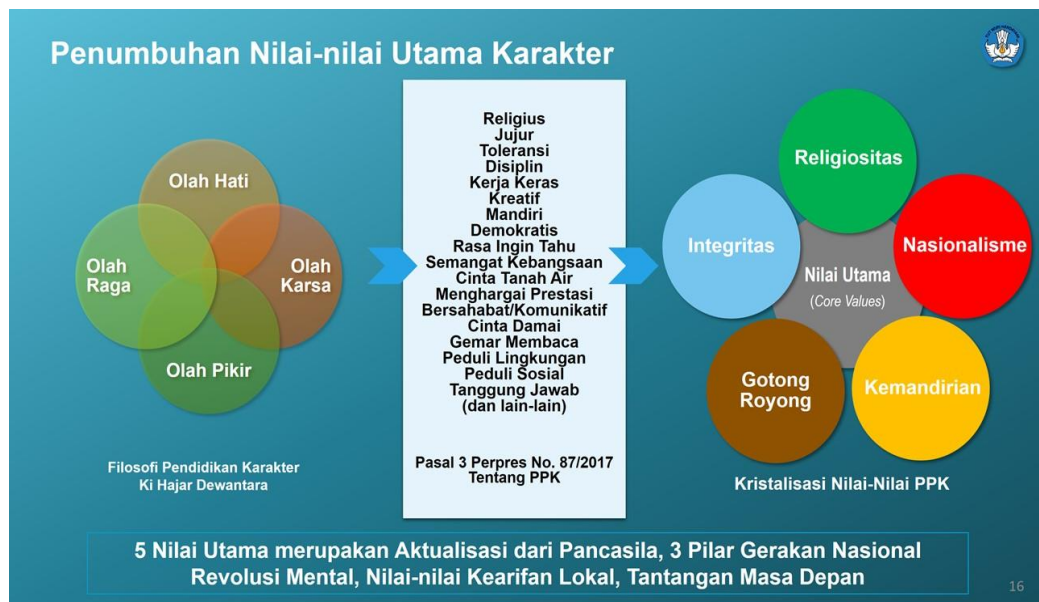 Penumbuhan Nilai-nilai Utama Karakter
Olah Hati
Olah
Raga
Olah
Karsa
Olah Pikir
Filosofi Pendidikan Karakter
Ki Hajar Dewantara
Religius
Jujur
Toleransi
Disiplin
Kerja Keras
Kreatif
Mandiri
Demokratis
Rasa Ingin Tahu
Semangat Kebangsaan
Cinta Tanah Air
Menghargai Prestasi
Bersahabat/Komunikatif
Cinta Damai
Gemar Membaca
Peduli Lingkungan
Peduli Sosial
Tanggung Jawab
(dan lain-lain)
Pasal 3 Perpres No. 87/2017
Tentang PPK
Religiositas
Integritas
Nasionalisme
Nilai Utama
(Core Values)
Gotong
Royong
Kemandirian
Kristalisasi Nilai-Nilai PPK
5 Nilai Utama merupakan Aktualisasi dari Pancasila, 3 Pilar Gerakan Nasional
Revolusi Mental, Nilai-nilai Kearifan Lokal, Tantangan Masa Depan
16